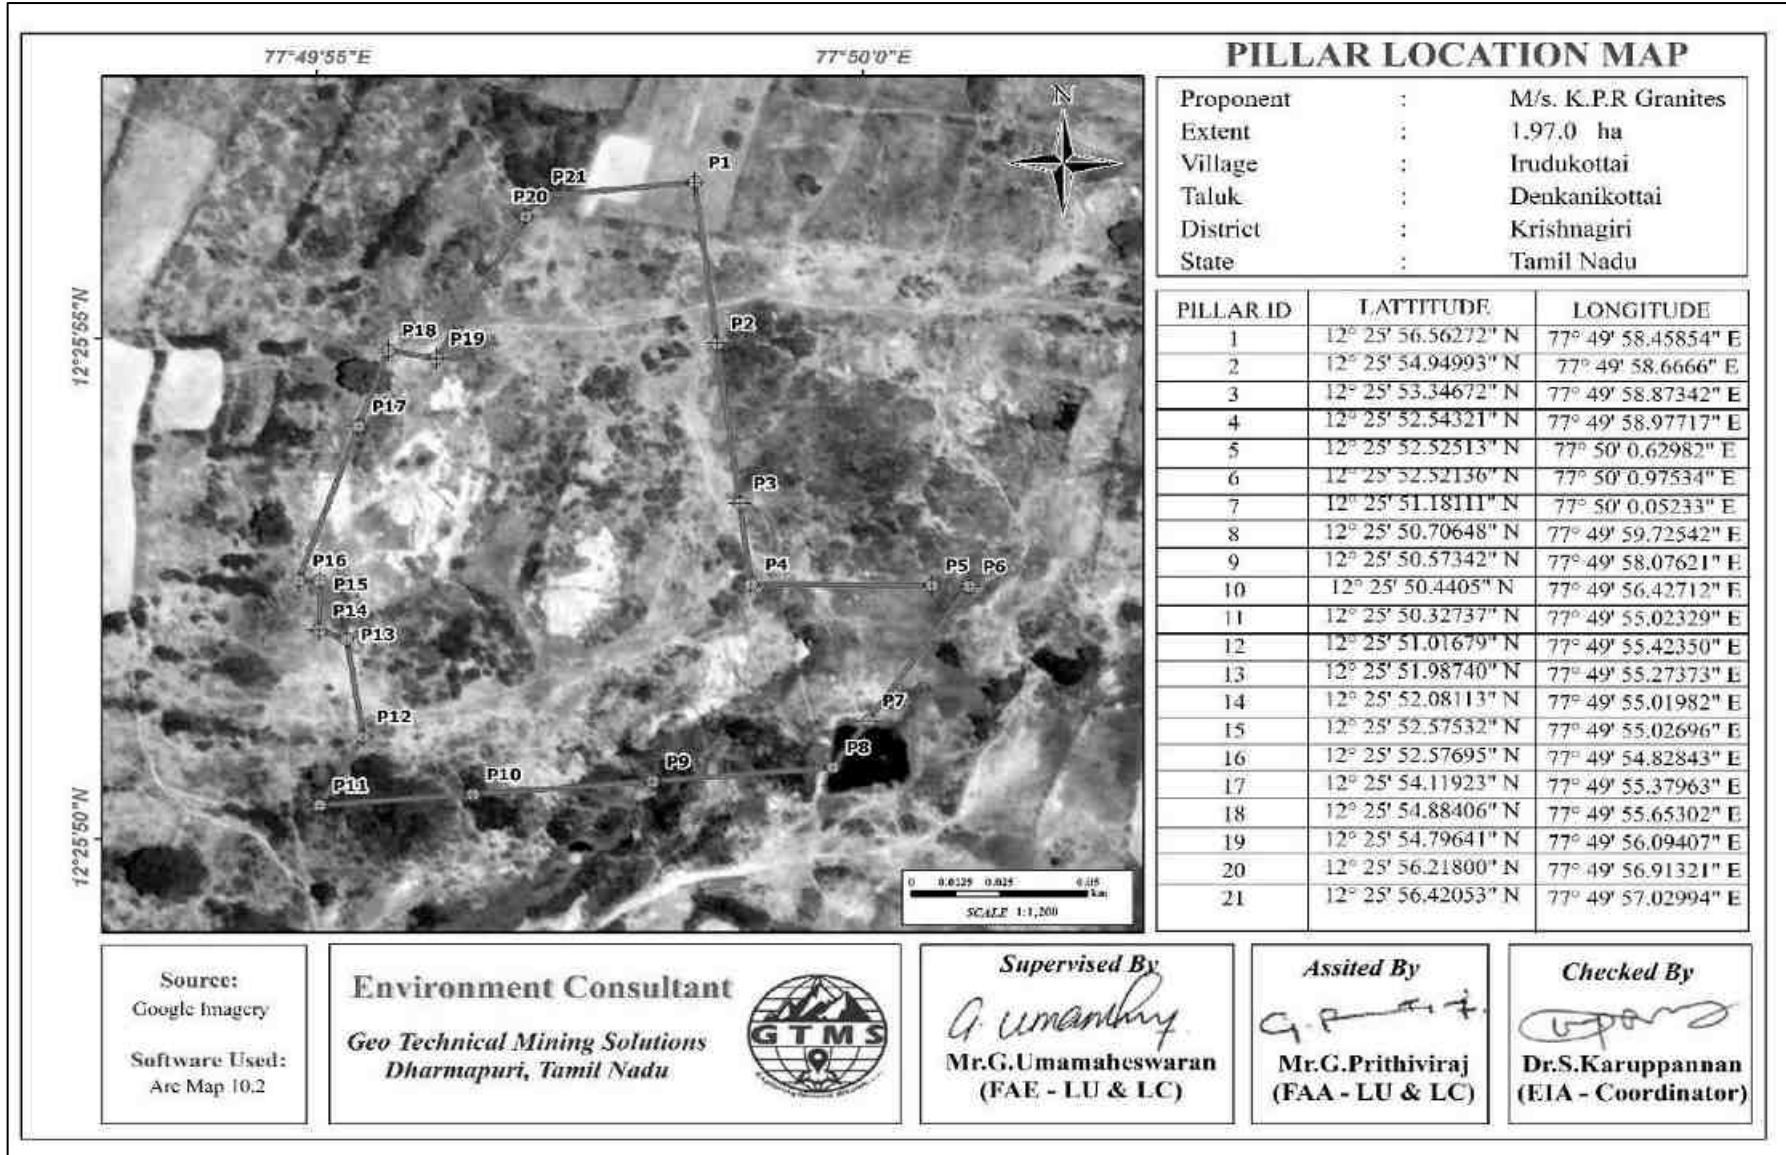 PILLAR LOCATION MAP
77°49'55"E
77°50'0"E
12°25'55"N
12°25'50"N
N
P1
P2
P3
P4
P5
P6
P7
P8
P9
P10
P11
P12
P13
P14
P15
P16
P17
P18
P19
P20
P21
0 0.0125 0.025 0.05
km
SCALE 1:1,200
Proponent : M/s. K.P.R Granites
Extent : 1.97.0 ha
Village : Irudukottai
Taluk : Denkanikottai
District : Krishnagiri
State : Tamil Nadu
PILLAR ID LATTITUDE LONGITUDE
1 12° 25' 56.56272" N 77° 49' 58.45854" E
2 12° 25' 54.94993" N 77° 49' 58.6666" E
3 12° 25' 53.34672" N 77° 49' 58.87342" E
4 12° 25' 52.54321" N 77° 49' 58.97717" E
5 12° 25' 52.52513" N 77° 50' 0.62982" E
6 12° 25' 52.52136" N 77° 50' 0.97534" E
7 12° 25' 51.18111" N 77° 50' 0.05233" E
8 12° 25' 50.70648" N 77° 49' 59.72542" E
9 12° 25' 50.57342" N 77° 49' 58.07621" E
10 12° 25' 50.4405" N 77° 49' 56.42712" E
11 12° 25' 50.32737" N 77° 49' 55.02329" E
12 12° 25' 51.01679" N 77° 49' 55.42350" E
13 12° 25' 51.98740" N 77° 49' 55.27373" E
14 12° 25' 52.08113" N 77° 49' 55.01982" E
15 12° 25' 52.57532" N 77° 49' 55.02696" E
16 12° 25' 52.57695" N 77° 49' 54.82843" E
17 12° 25' 54.11923" N 77° 49' 55.37963" E
18 12° 25' 54.88406" N 77° 49' 55.65302" E
19 12° 25' 54.79641" N 77° 49' 56.09407" E
20 12° 25' 56.21800" N 77° 49' 56.91321" E
21 12° 25' 56.42053" N 77° 49' 57.02994" E
Source:
Google Imagery
Software Used:
Arc Map 10.2
Environment Consultant
Geo Technical Mining Solutions
Dharmapuri, Tamil Nadu
GTMS
Supervised By
Mr.G.Umamaheswaran
(FAE - LU & LC)
Assited By
Mr.G.Prithiviraj
(FAA - LU & LC)
Checked By
Dr.S.Karuppannan
(EIA - Coordinator)